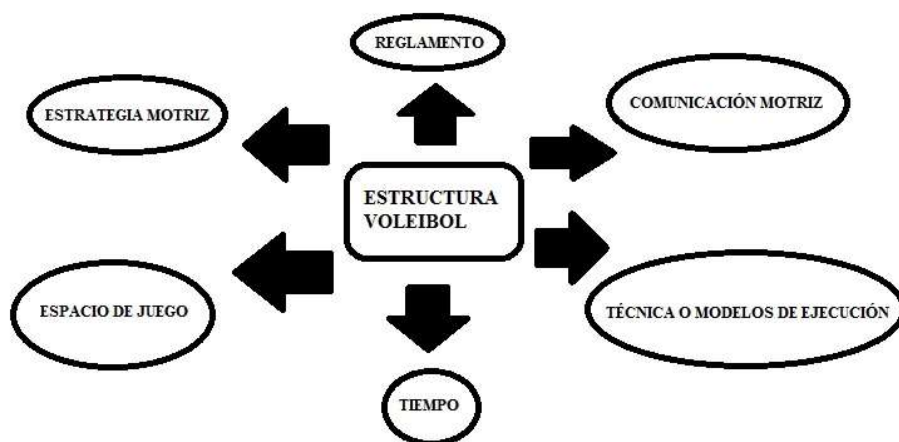 REGLAMENTO
ESTRATEGIA MOTRIZ
COMUNICACIÓN MOTRIZ
ESTRUCTURA
VOLEIBOL
ESPACIO DE JUEGO
TÉCNICA O MODELOS DE EJECUCIÓN
TIEMPO